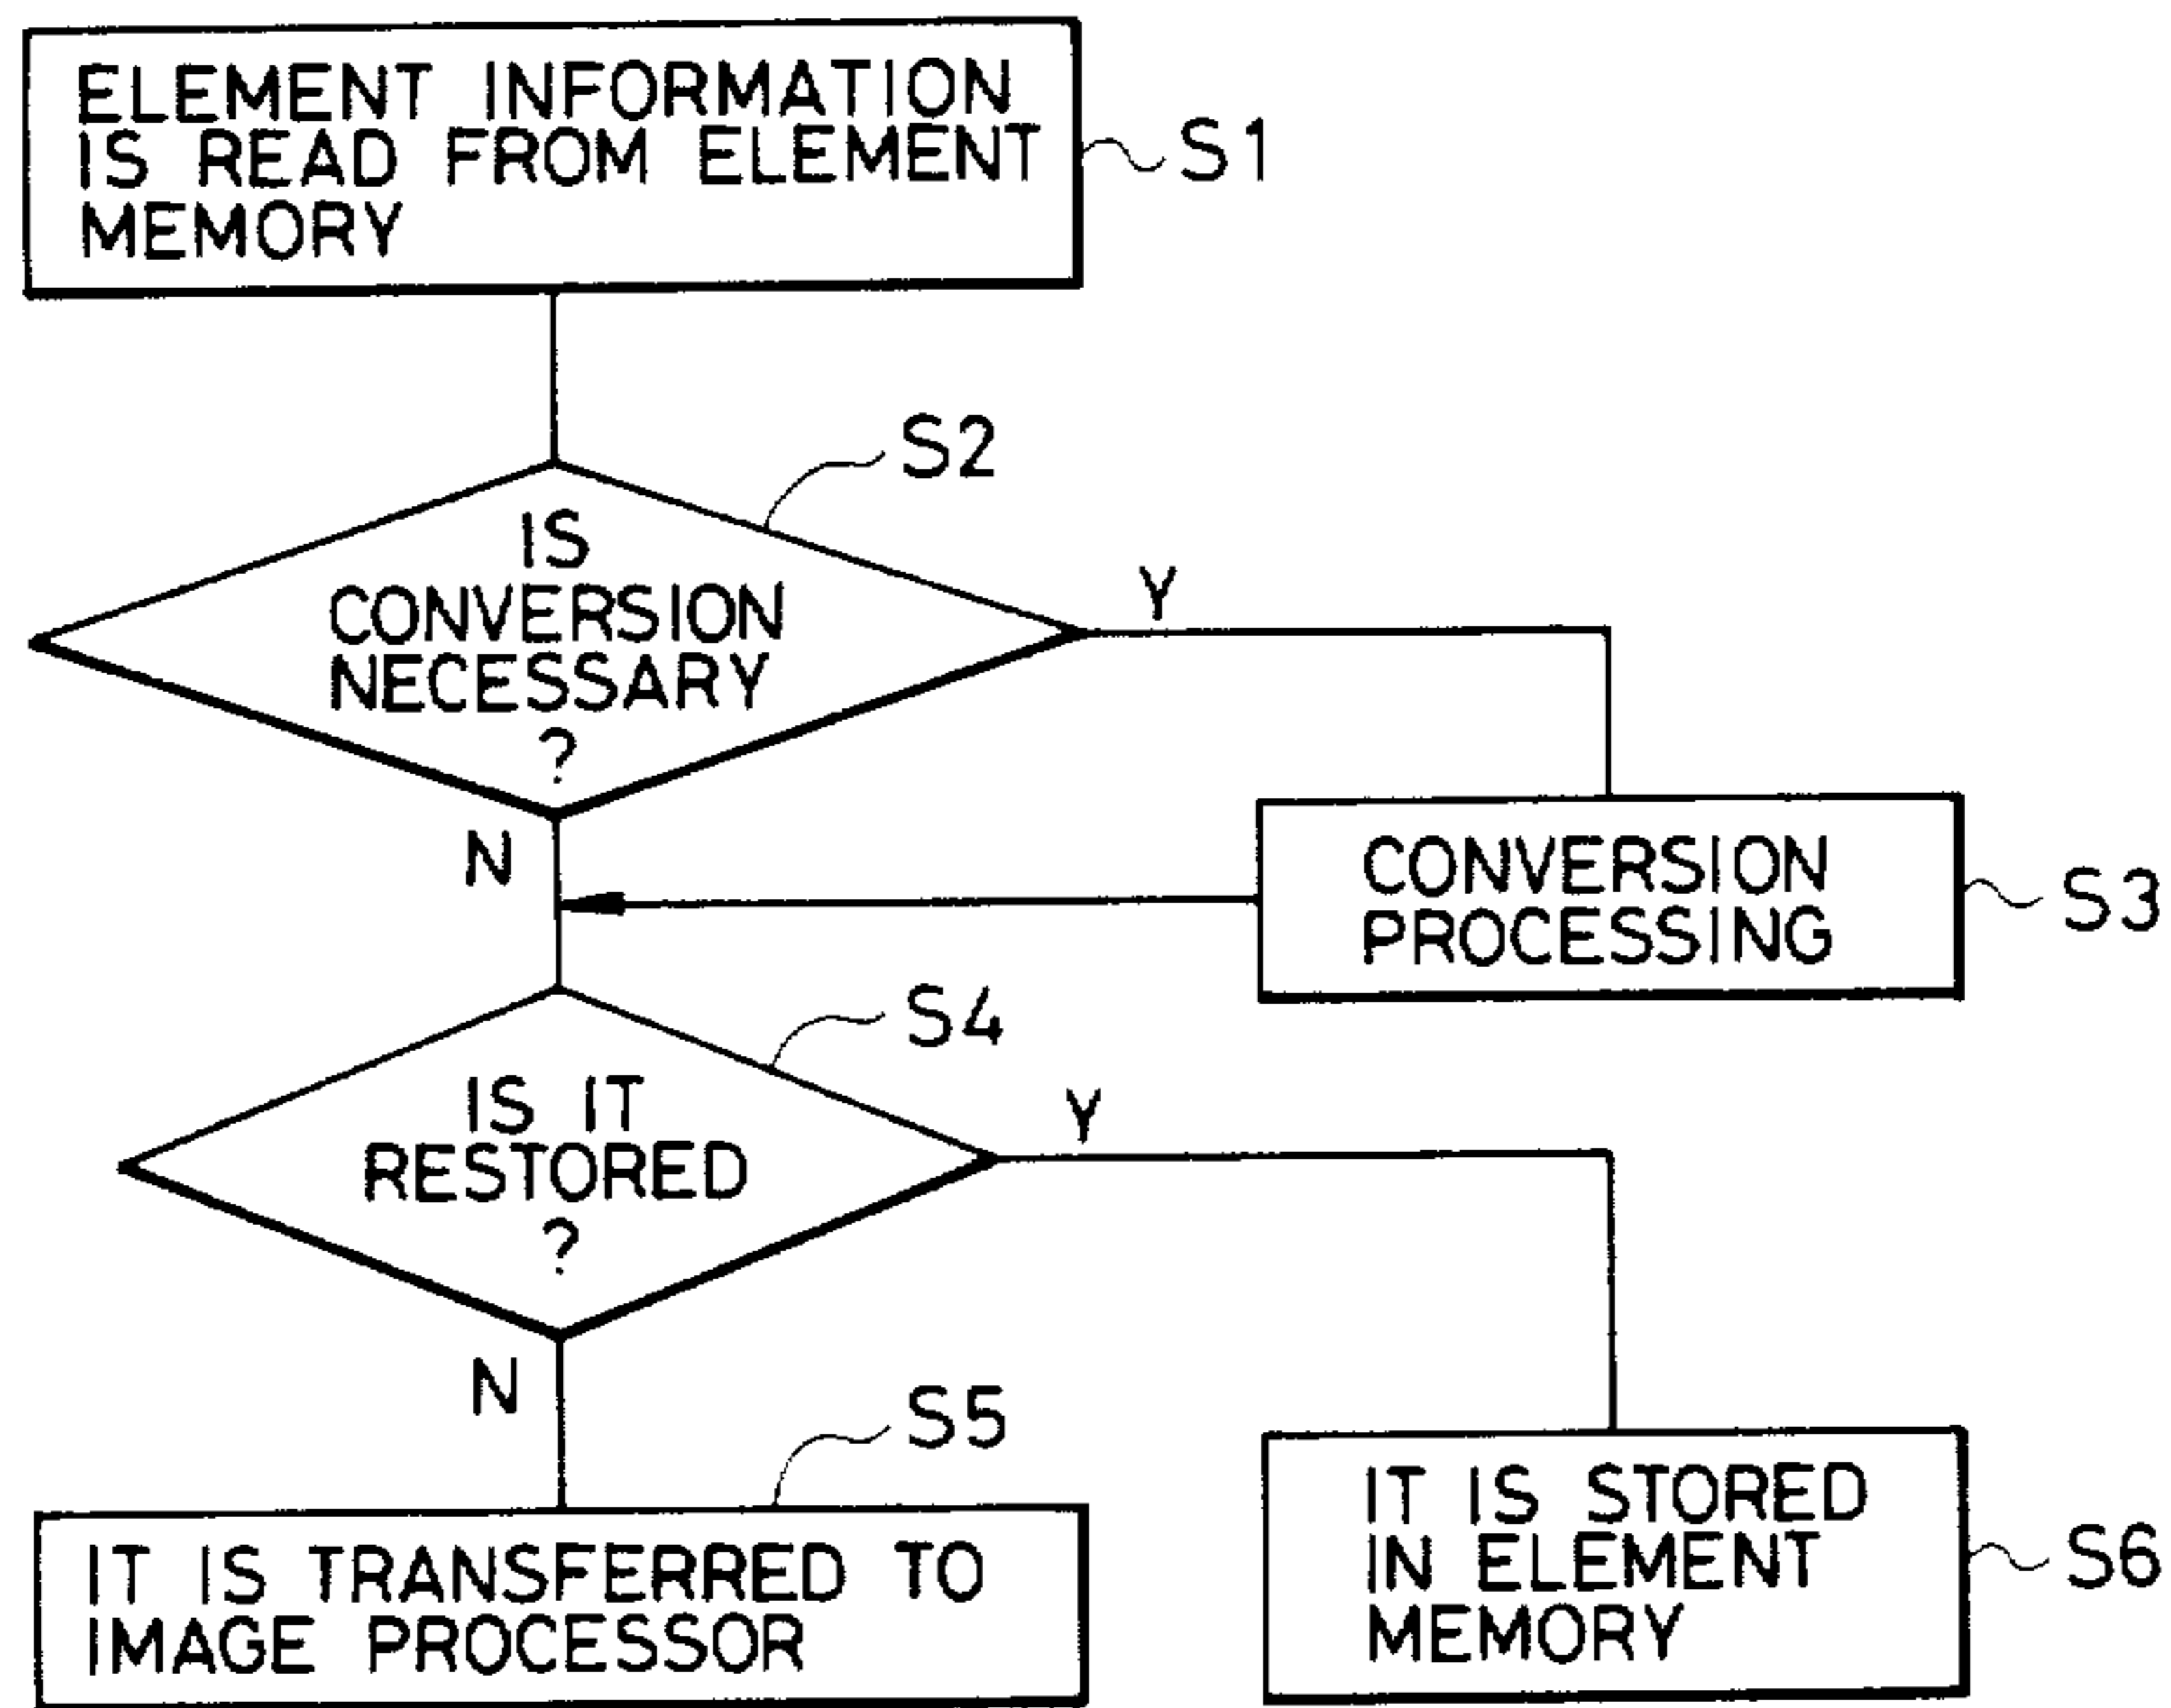 ELEMENT INFORMATION
IS READ FROM ELEMENT
MEMORY
S1
S2
IS
CONVERSION
NECESSARY
?
Y
N
CONVERSION
PROCESSING
S3
S4
IS IT
RESTORED
?
Y
N
S5
IT IS TRANSFERRED TO
IMAGE PROCESSOR
IT IS STORED
IN ELEMENT
MEMORY
S6